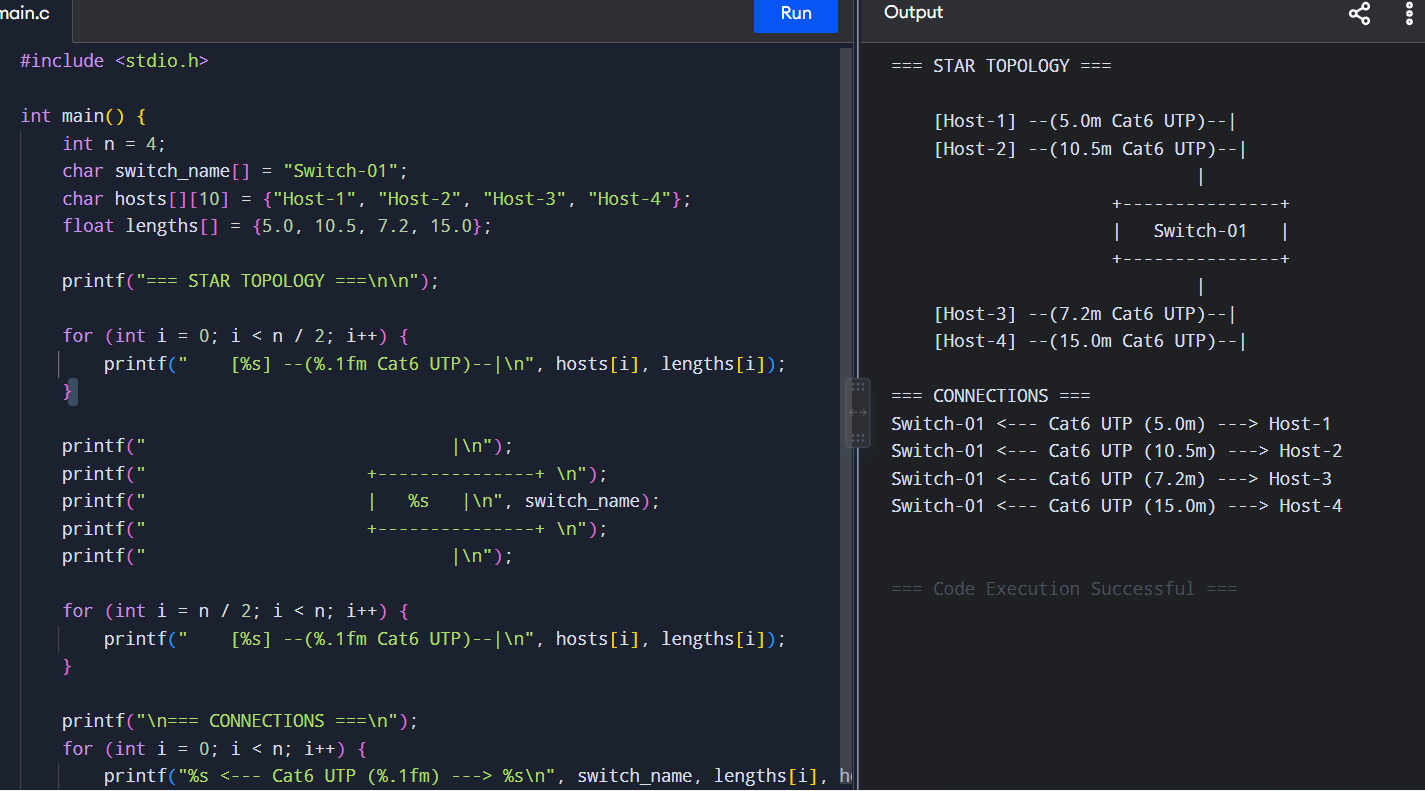 main.c
Run
#include <stdio.h>
int main() {
    int n = 4;
    char switch_name[] = "Switch-01";
    char hosts[][10] = {"Host-1", "Host-2", "Host-3", "Host-4"};
    float lengths[] = {5.0, 10.5, 7.2, 15.0};
    printf("=== STAR TOPOLOGY ===\n\n");
    for (int i = 0; i < n / 2; i++) {
        printf("    [%s] --(%.1fm Cat6 UTP)--|\n", hosts[i], lengths[i]);
    }
    printf("                             |\n");
    printf("                     +---------------+ \n");
    printf("                     |   %s   |\n", switch_name);
    printf("                     +---------------+ \n");
    printf("                             |\n");
    for (int i = n / 2; i < n; i++) {
        printf("    [%s] --(%.1fm Cat6 UTP)--|\n", hosts[i], lengths[i]);
    }
    printf("\n=== CONNECTIONS ===\n");
    for (int i = 0; i < n; i++) {
        printf("%s <--- Cat6 UTP (%.1fm) ---> %s\n", switch_name, lengths[i],
Output
=== STAR TOPOLOGY ===
    [Host-1] --(5.0m Cat6 UTP)--|
    [Host-2] --(10.5m Cat6 UTP)--|
                             |
                     +---------------+
                     |   Switch-01   |
                     +---------------+
                             |
    [Host-3] --(7.2m Cat6 UTP)--|
    [Host-4] --(15.0m Cat6 UTP)--|
=== CONNECTIONS ===
Switch-01 <--- Cat6 UTP (5.0m) ---> Host-1
Switch-01 <--- Cat6 UTP (10.5m) ---> Host-2
Switch-01 <--- Cat6 UTP (7.2m) ---> Host-3
Switch-01 <--- Cat6 UTP (15.0m) ---> Host-4
=== Code Execution Successful ===